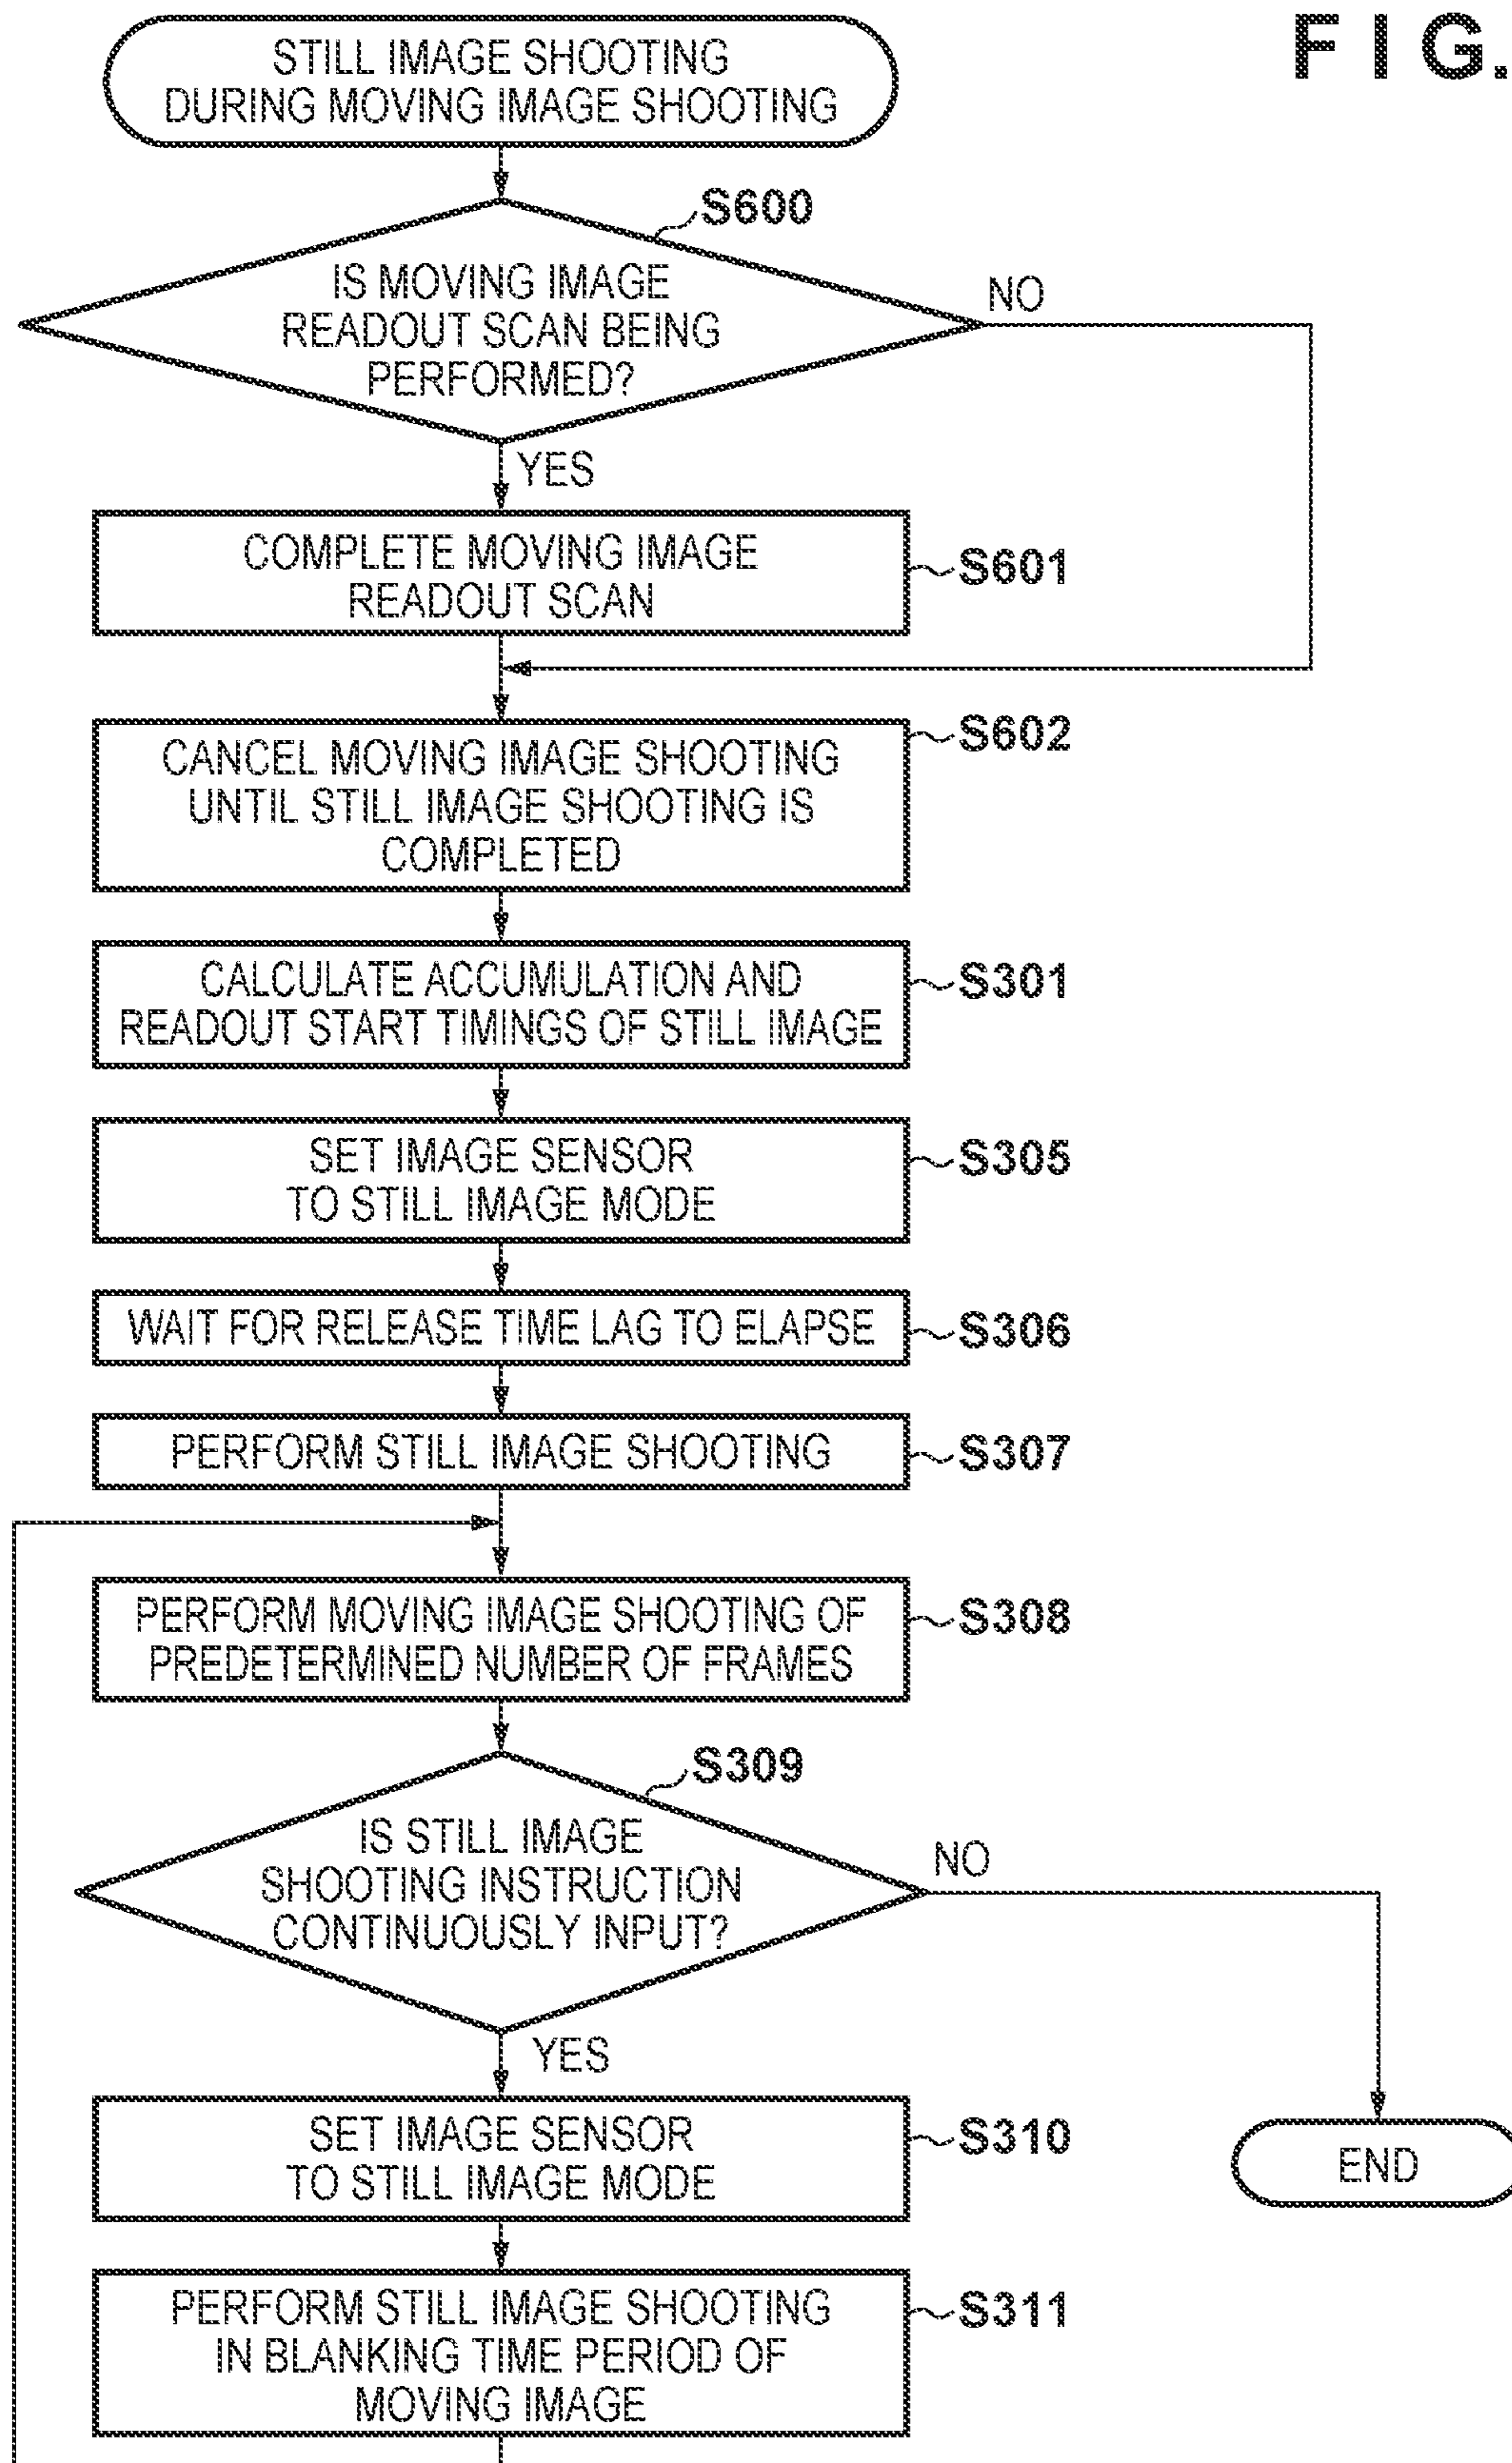 FIG.
STILL IMAGE SHOOTING
DURING MOVING IMAGE SHOOTING
S600
IS MOVING IMAGE
READOUT SCAN BEING
PERFORMED?
NO
YES
COMPLETE MOVING IMAGE
READOUT SCAN
S601
CANCEL MOVING IMAGE SHOOTING
UNTIL STILL IMAGE SHOOTING IS
COMPLETED
S602
CALCULATE ACCUMULATION AND
READOUT START TIMINGS OF STILL IMAGE
S301
SET IMAGE SENSOR
TO STILL IMAGE MODE
S305
WAIT FOR RELEASE TIME LAG TO ELAPSE
S306
PERFORM STILL IMAGE SHOOTING
S307
PERFORM MOVING IMAGE SHOOTING OF
PREDETERMINED NUMBER OF FRAMES
S308
S309
IS STILL IMAGE
SHOOTING INSTRUCTION
CONTINUOUSLY INPUT?
NO
YES
SET IMAGE SENSOR
TO STILL IMAGE MODE
S310
END
PERFORM STILL IMAGE SHOOTING
IN BLANKING TIME PERIOD OF
MOVING IMAGE
S311